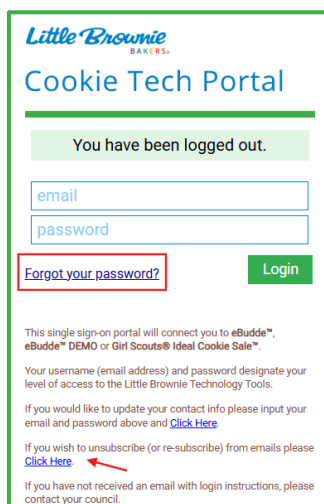 Little Brownie
BAKERS®
Cookie Tech Portal
You have been logged out.
email
password
Forgot your password?
Login
This single sign-on portal will connect you to eBudde™,
eBudde™ DEMO or Girl Scouts® Ideal Cookie Sale™.
Your username (email address) and password designate your
level of access to the Little Brownie Technology Tools.
If you would like to update your contact info please input your
email and password above and Click Here.
If you wish to unsubscribe (or re-subscribe) from emails please
Click Here.
If you have not received an email with login instructions, please
contact your council.